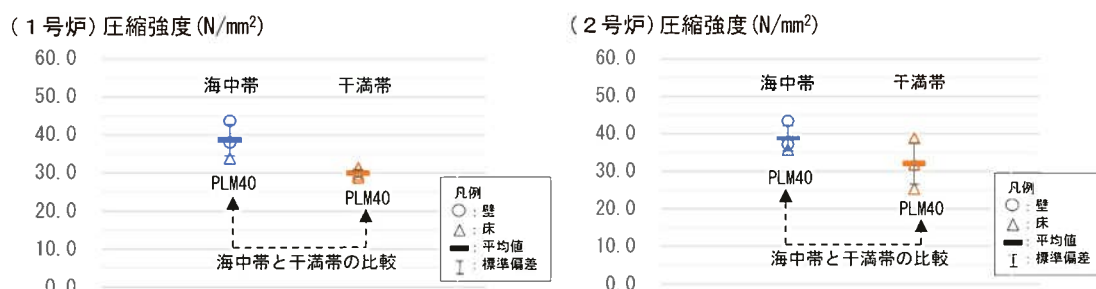 (1号炉)圧縮強度(N/mm²)
60.0
50.0
40.0
30.0
20.0
10.0
0.0
海中帯
干満帯
PLM40
PLM40
海中帯と干満帯の比較
凡例
○：壁
△：床
━：平均値
工：標準偏差
(2号炉)圧縮強度(N/mm²)
60.0
50.0
40.0
30.0
20.0
10.0
0.0
海中帯
干満帯
PLM40
PLM40
海中帯と干満帯の比較
凡例
○：壁
△：床
━：平均値
工：標準偏差